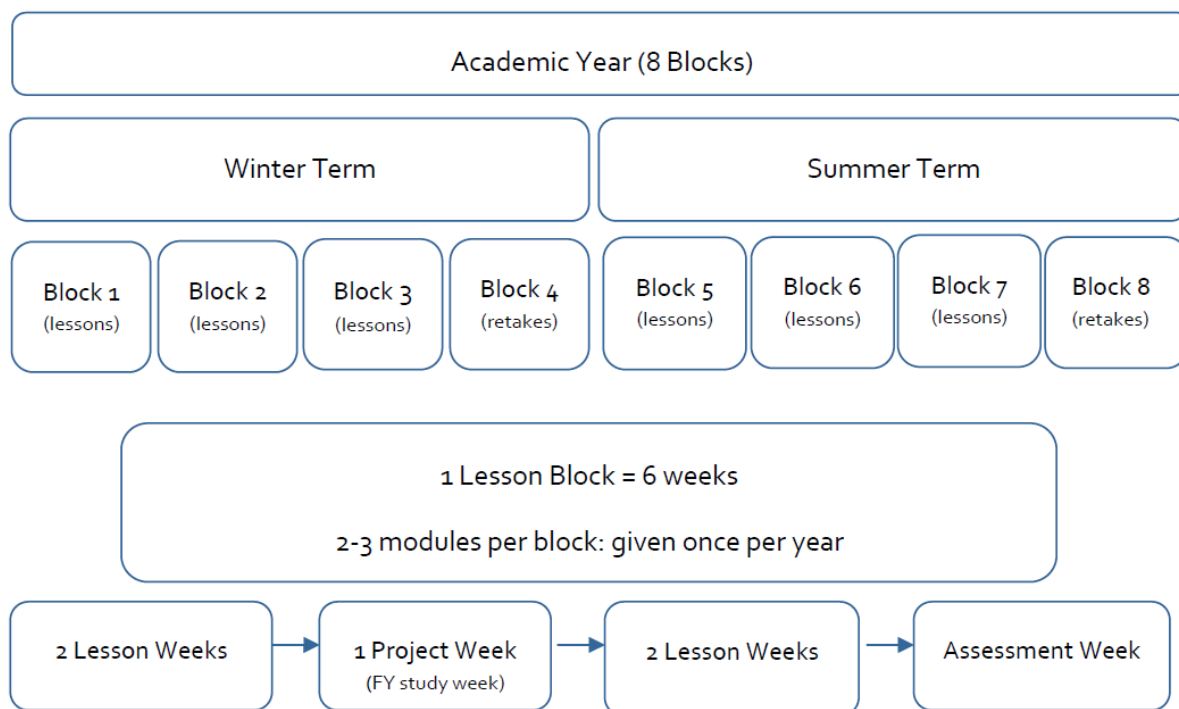 Academic Year (8 Blocks)
Winter Term
Summer Term
Block 1
(lessons)
Block 2
(lessons)
Block 3
(lessons)
Block 4
(retakes)
Block 5
(lessons)
Block 6
(lessons)
Block 7
(lessons)
Block 8
(retakes)
1 Lesson Block = 6 weeks
2-3 modules per block: given once per year
2 Lesson Weeks
1 Project Week
(FY study week)
2 Lesson Weeks
Assessment Week